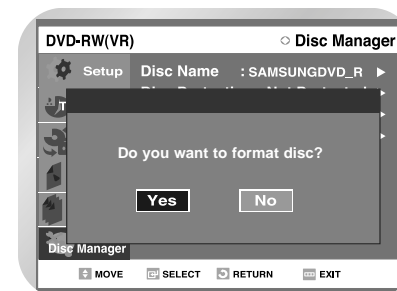 DVD-RW(VR) Disc Manager
Setup Disc Name : SAMSUNGDVD_R
Do you want to format disc?
Yes No
Disc Manager
MOVE SELECT RETURN EXIT